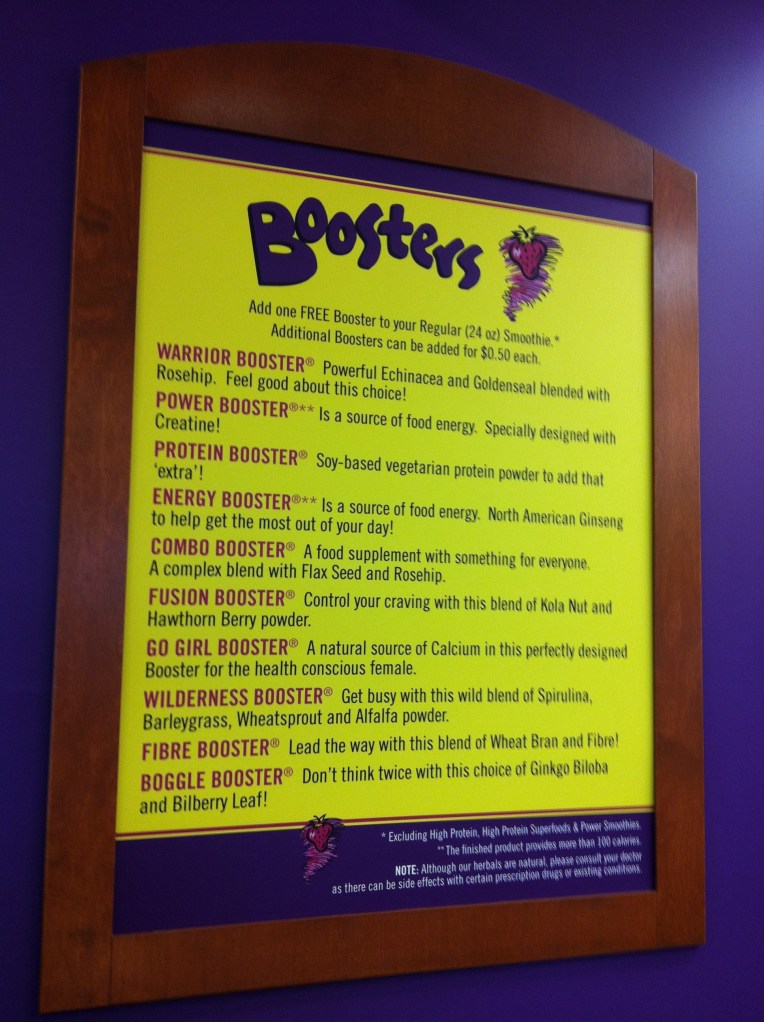 Boosters
Add one FREE Booster to your Regular (24 oz) Smoothie.*
Additional Boosters can be added for $0.50 each.
WARRIOR BOOSTER® Powerful Echinacea and Goldenseal blended with
Rosehip. Feel good about this choice!
POWER BOOSTER®** Is a source of food energy. Specially designed with
Creatine!
PROTEIN BOOSTER® Soy-based vegetarian protein powder to add that
'extra'!
ENERGY BOOSTER®** Is a source of food energy. North American Ginseng
to help get the most out of your day!
COMBO BOOSTER® A food supplement with something for everyone.
A complex blend with Flax Seed and Rosehip.
FUSION BOOSTER® Control your craving with this blend of Kola Nut and
Hawthorn Berry powder.
GO GIRL BOOSTER® A natural source of Calcium in this perfectly designed
Booster for the health conscious female.
WILDERNESS BOOSTER® Get busy with this wild blend of Spirulina,
Barleygrass, Wheatsprout and Alfalfa powder.
FIBRE BOOSTER® Lead the way with this blend of Wheat Bran and Fibre!
BOGGLE BOOSTER® Don't think twice with this choice of Ginkgo Biloba
and Bilberry Leaf!
* Excluding High Protein, High Protein Superfoods & Power Smoothies.
** The finished product provides more than 100 calories.
NOTE: Although our herbals are natural, please consult your doctor
as there can be side effects with certain prescription drugs or existing conditions.